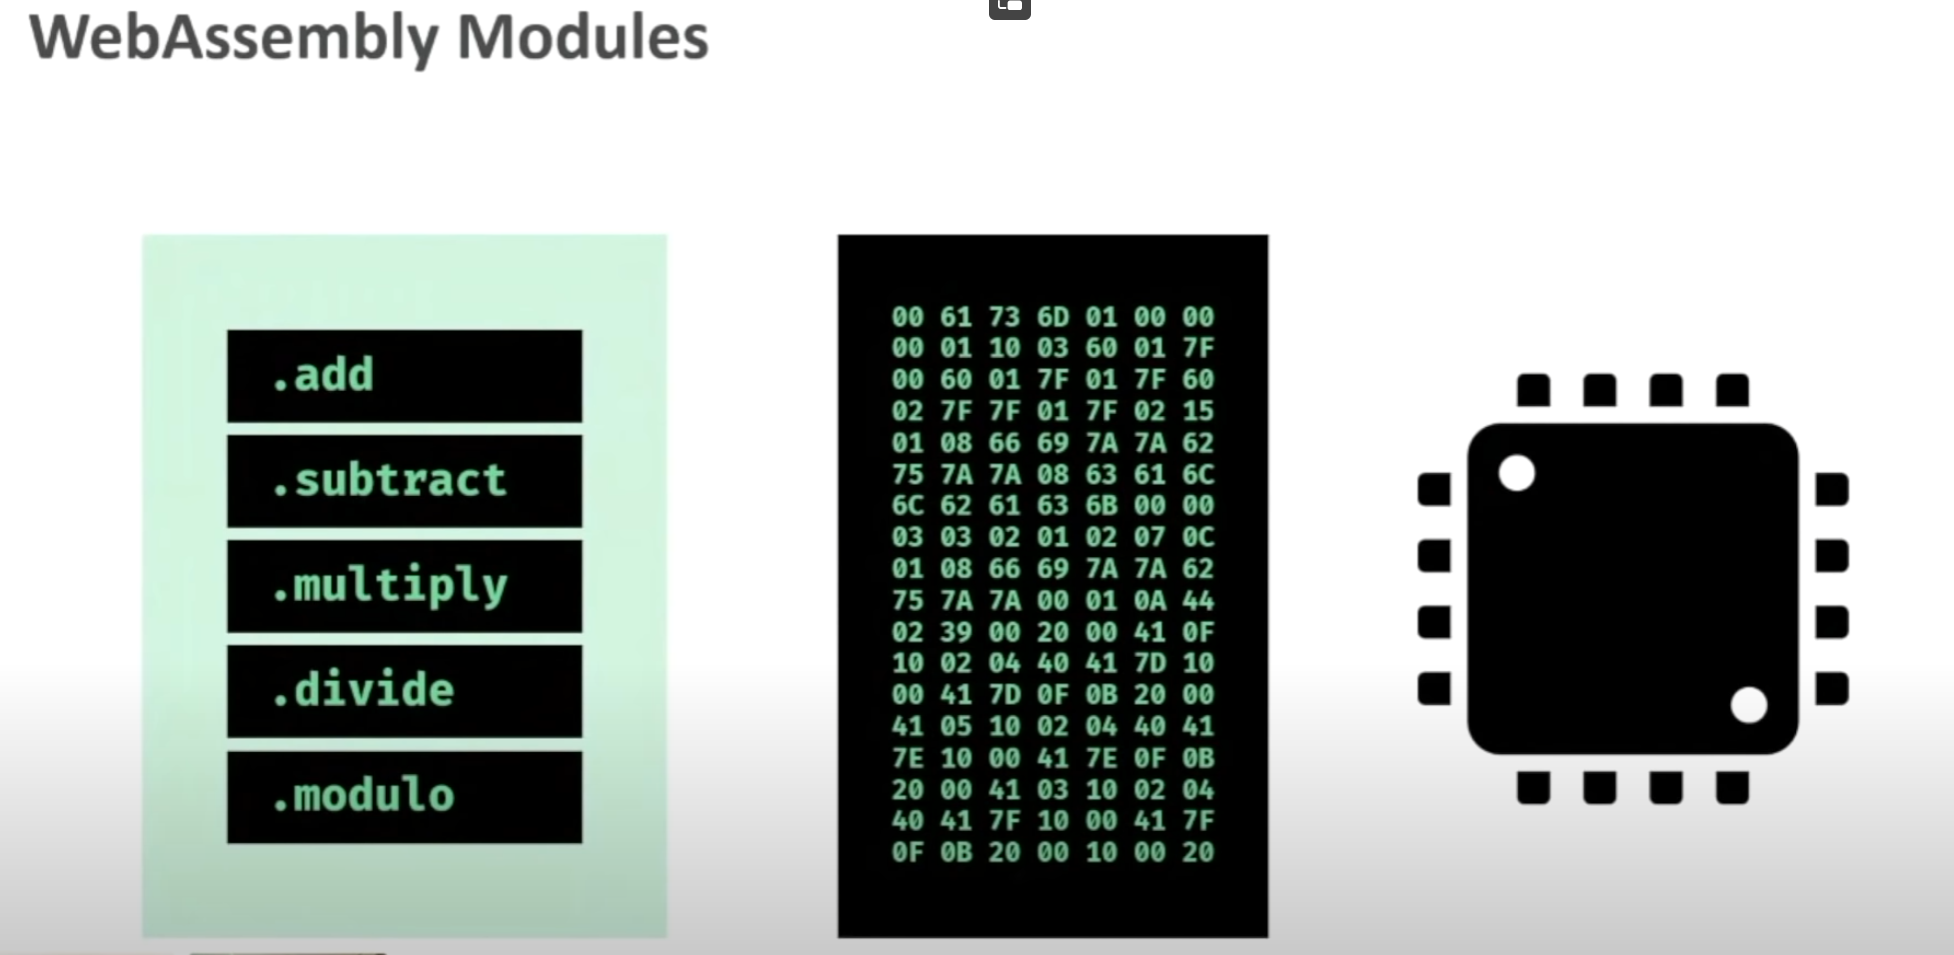 WebAssembly Modules
.add
.subtract
.multiply
.divide
.modulo
00 61 73 6D 01 00 00
00 01 10 03 60 01 7F
00 60 01 7F 01 7F 60
02 7F 7F 01 7F 02 15
01 08 66 69 7A 7A 62
75 7A 7A 08 63 61 6C
6C 62 61 63 6B 00 00
03 03 02 01 02 07 0C
01 08 66 69 7A 7A 62
75 7A 7A 00 01 0A 44
02 39 00 20 00 41 0F
10 02 04 40 41 7D 10
00 41 7D 0F 0B 20 00
41 05 10 02 04 40 41
7E 10 00 41 7E 0F 0B
20 00 41 03 10 02 04
40 41 7F 10 00 41 7F
0F 0B 20 00 10 00 20